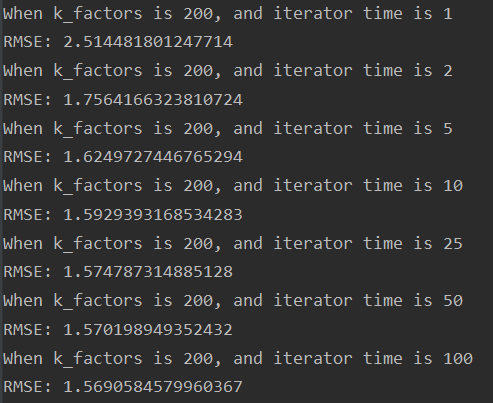 When k_factors is 200, and iterator time is 1
RMSE: 2.514481801247714
When k_factors is 200, and iterator time is 2
RMSE: 1.7564166323810724
When k_factors is 200, and iterator time is 5
RMSE: 1.6249727446765294
When k_factors is 200, and iterator time is 10
RMSE: 1.5929393168534283
When k_factors is 200, and iterator time is 25
RMSE: 1.574787314885128
When k_factors is 200, and iterator time is 50
RMSE: 1.570198949352432
When k_factors is 200, and iterator time is 100
RMSE: 1.5690584579960367